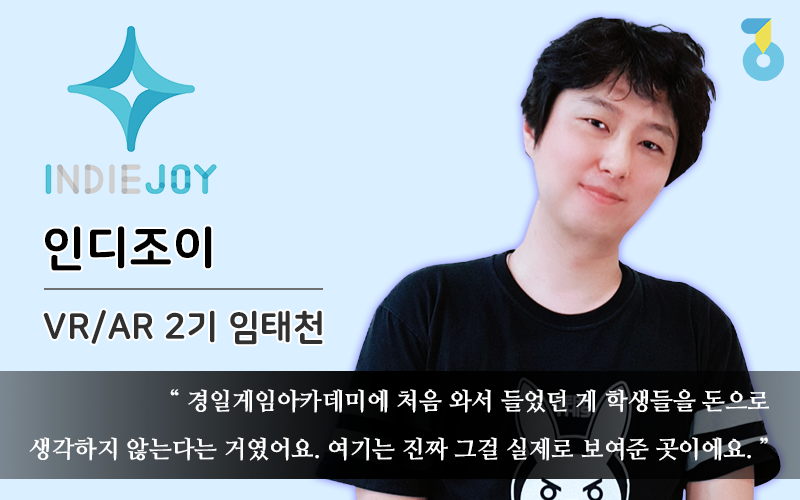 INDIEJOY
인디조이
VR/AR 2기 임태천
“ 경일게임아카데미에 처음 와서 들었던 게 학생들을 돈으로
생각하지 않는다는 거였어요. 여기는 진짜 그걸 실제로 보여준 곳이에요. ”